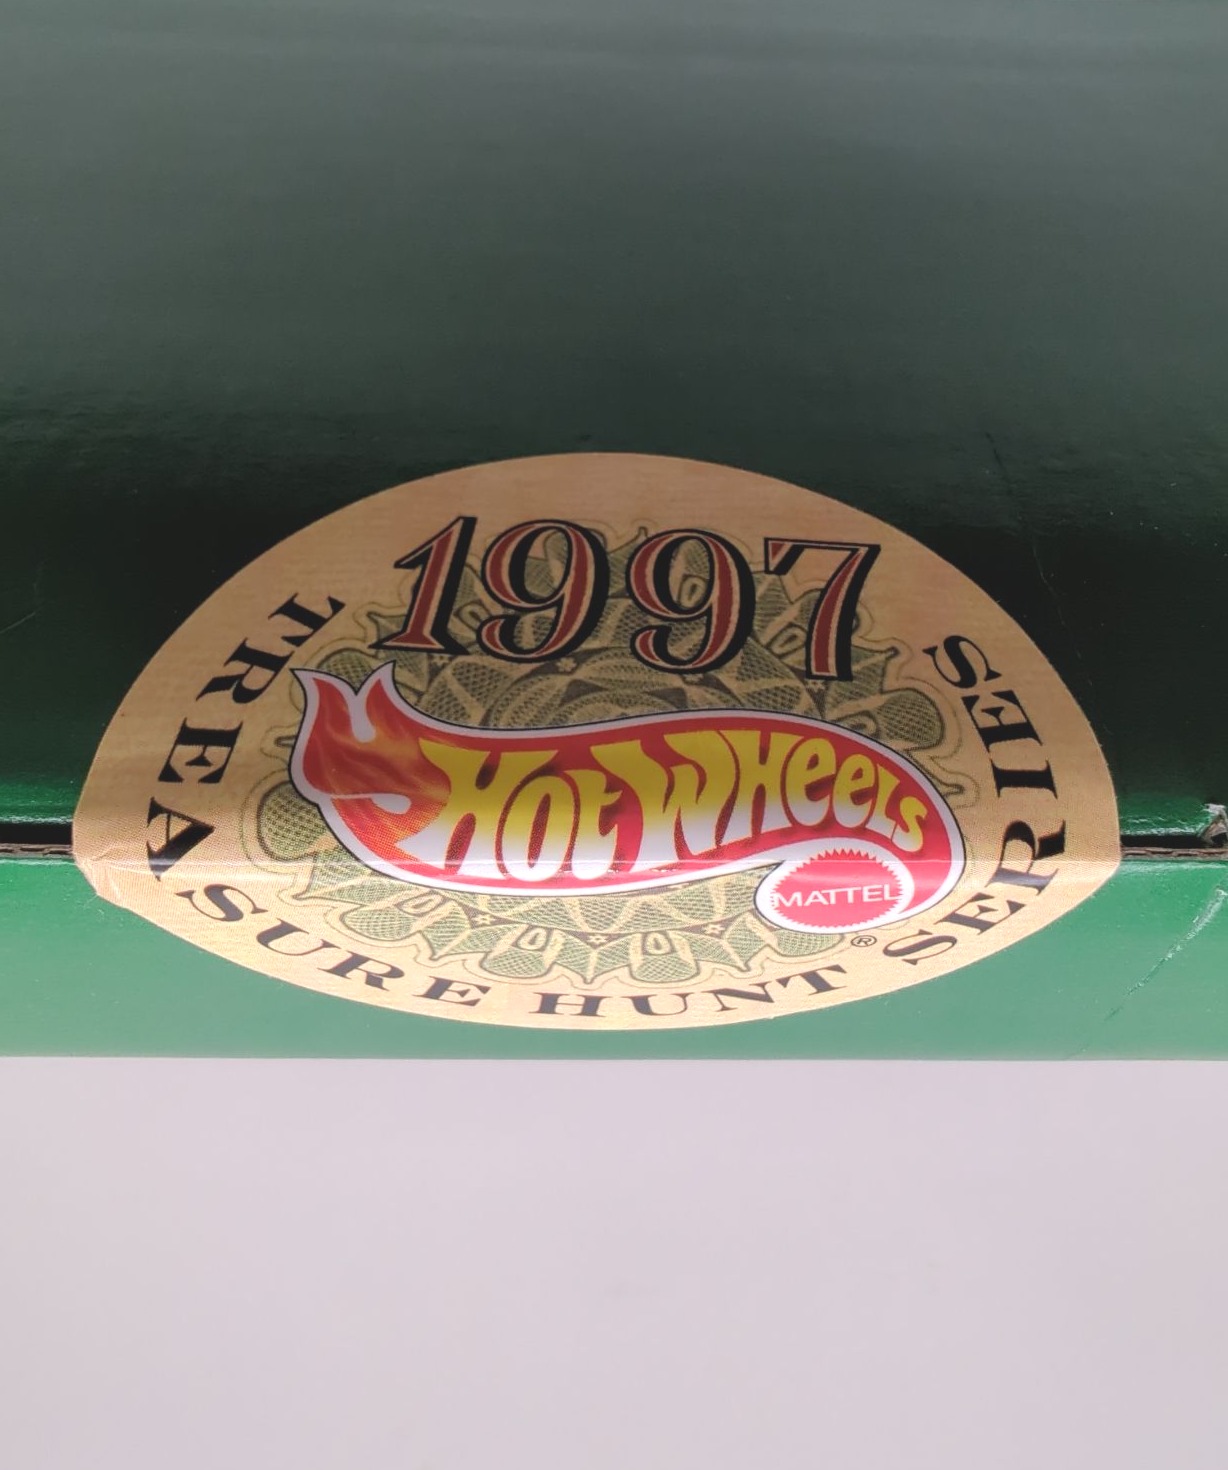 1997
TREASURE HUNT SERIES
Hot Wheels
MATTEL
®